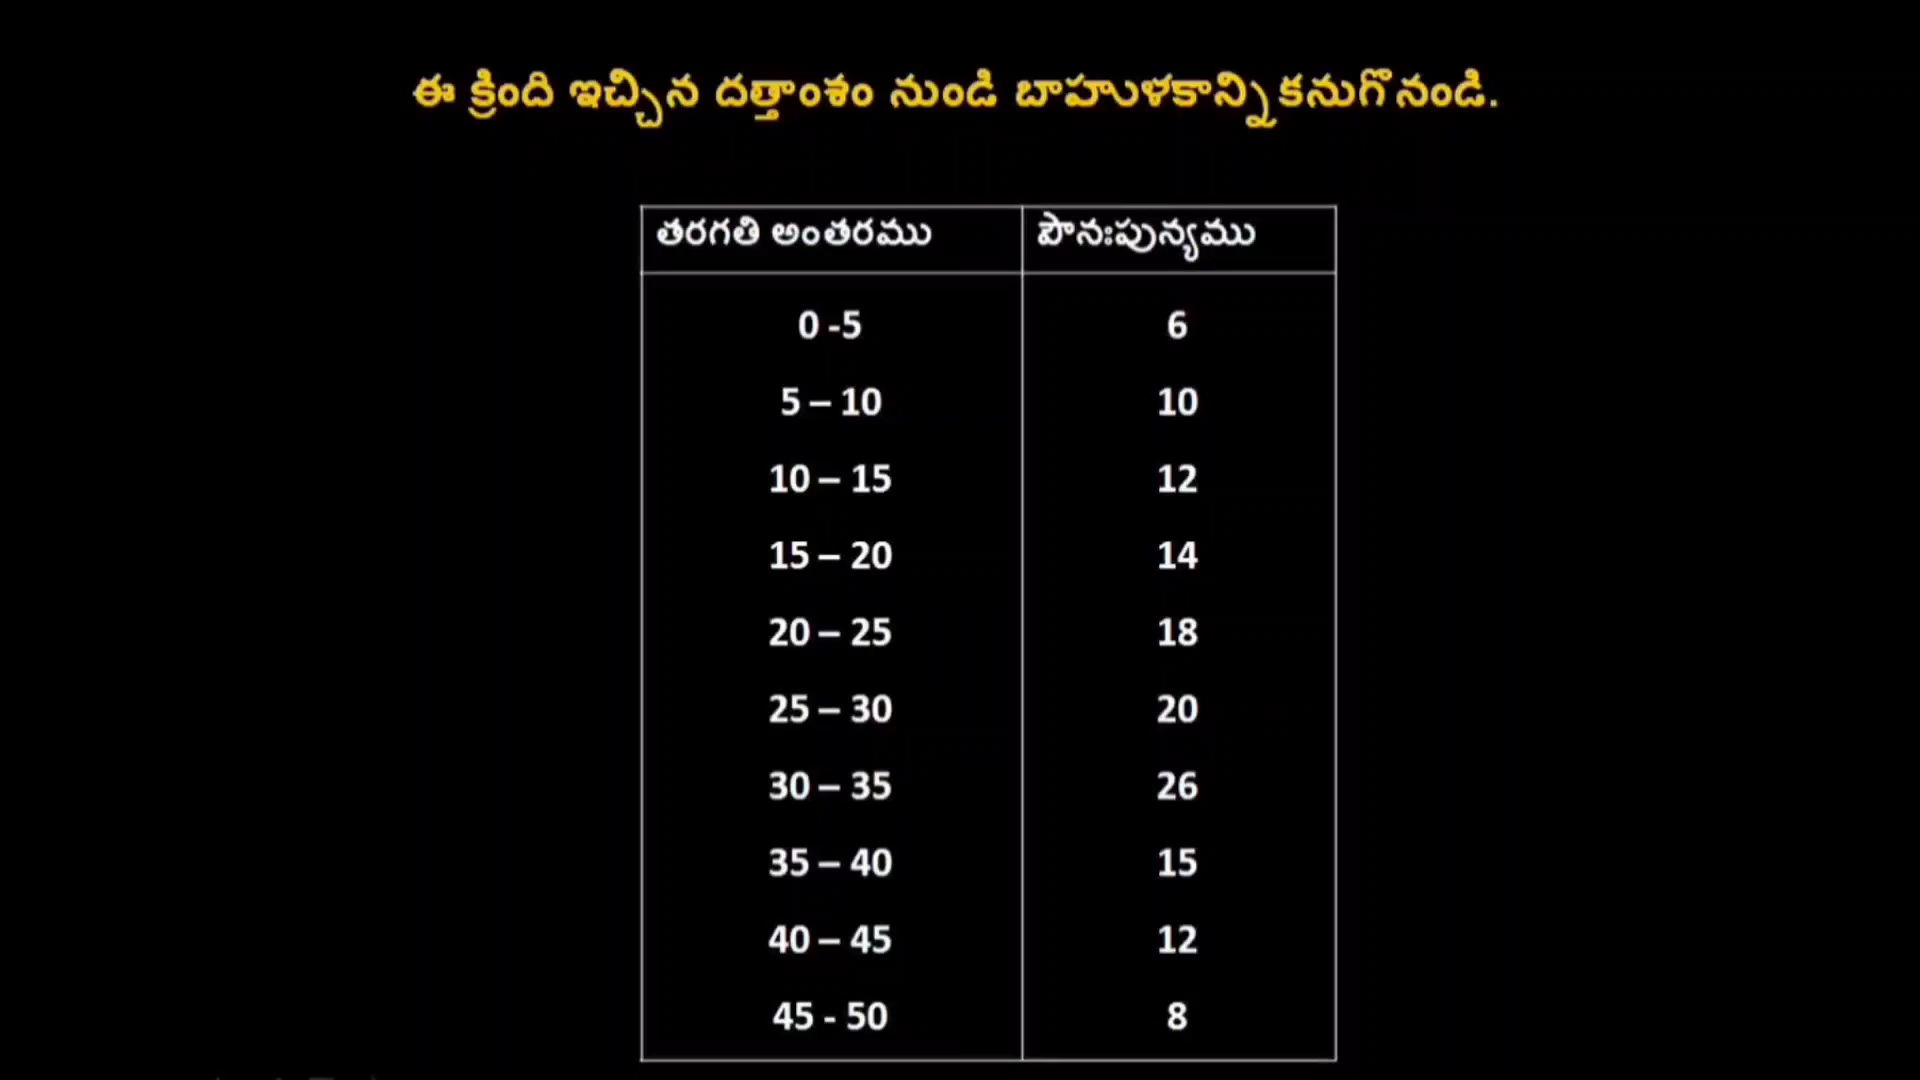 ఈ క్రింది ఇచ్చిన దత్తాంశం నుండి బాహుళకాన్ని కనుగొనండి.
తరగతి అంతరము పౌనఃపున్యము
0 -5 6
5 – 10 10
10 – 15 12
15 – 20 14
20 – 25 18
25 – 30 20
30 – 35 26
35 – 40 15
40 – 45 12
45 - 50 8